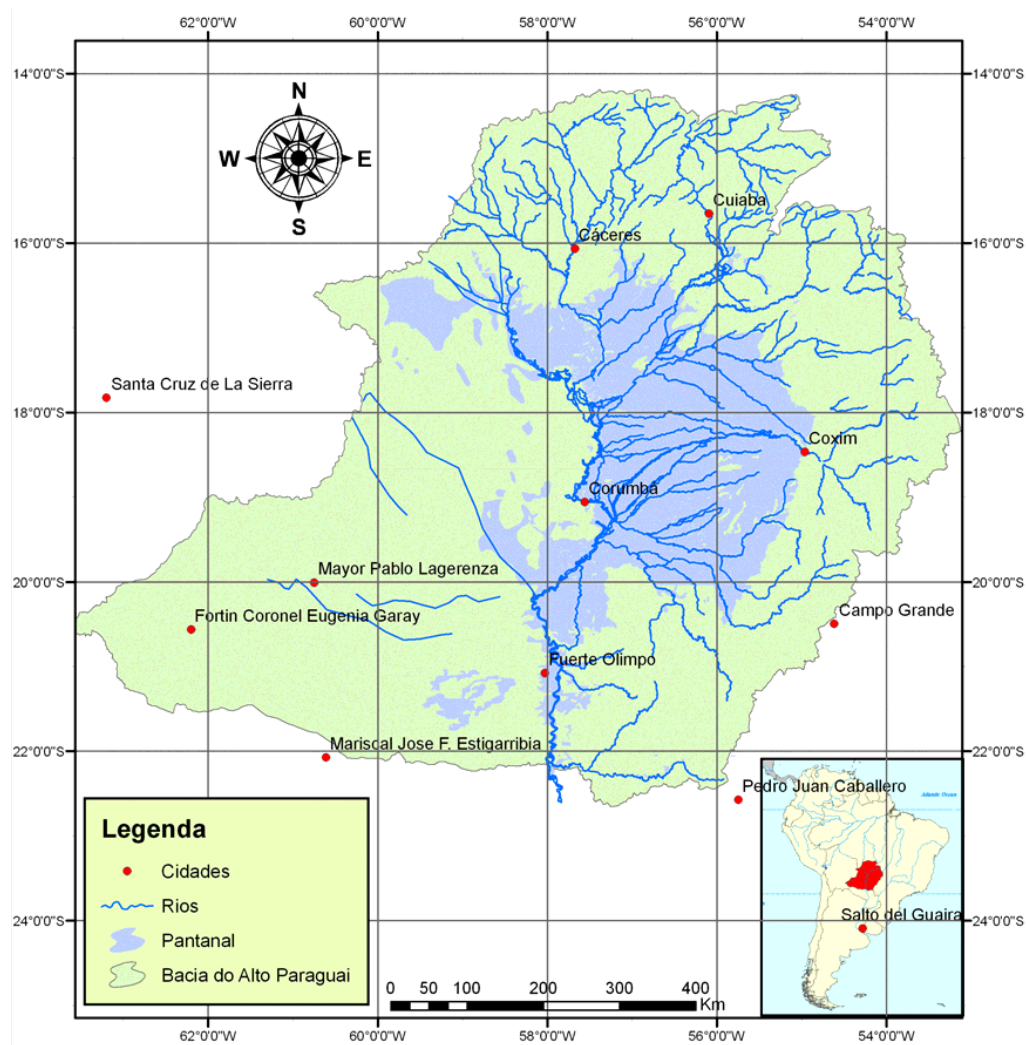 62°0'0"W 60°0'0"W 58°0'0"W 56°0'0"W 54°0'0"W
14°0'0"S 14°0'0"S
N
W E
S
Cuiaba
Cáceres
16°0'0"S 16°0'0"S
Santa Cruz de La Sierra
18°0'0"S 18°0'0"S
Coxim
Corumbá
Mayor Pablo Lagerenza
20°0'0"S 20°0'0"S
Fortin Coronel Eugenia Garay
Campo Grande
Fuerte Olimpo
Mariscal Jose F. Estigarribia
22°0'0"S 22°0'0"S
Pedro Juan Caballero
Atlantic Ocean
Legenda
Cidades
Rios
Pantanal
Bacia do Alto Paraguai
Salto del Guaira
24°0'0"S 24°0'0"S
0 50 100 200 300 400
Km
62°0'0"W 60°0'0"W 58°0'0"W 56°0'0"W 54°0'0"W